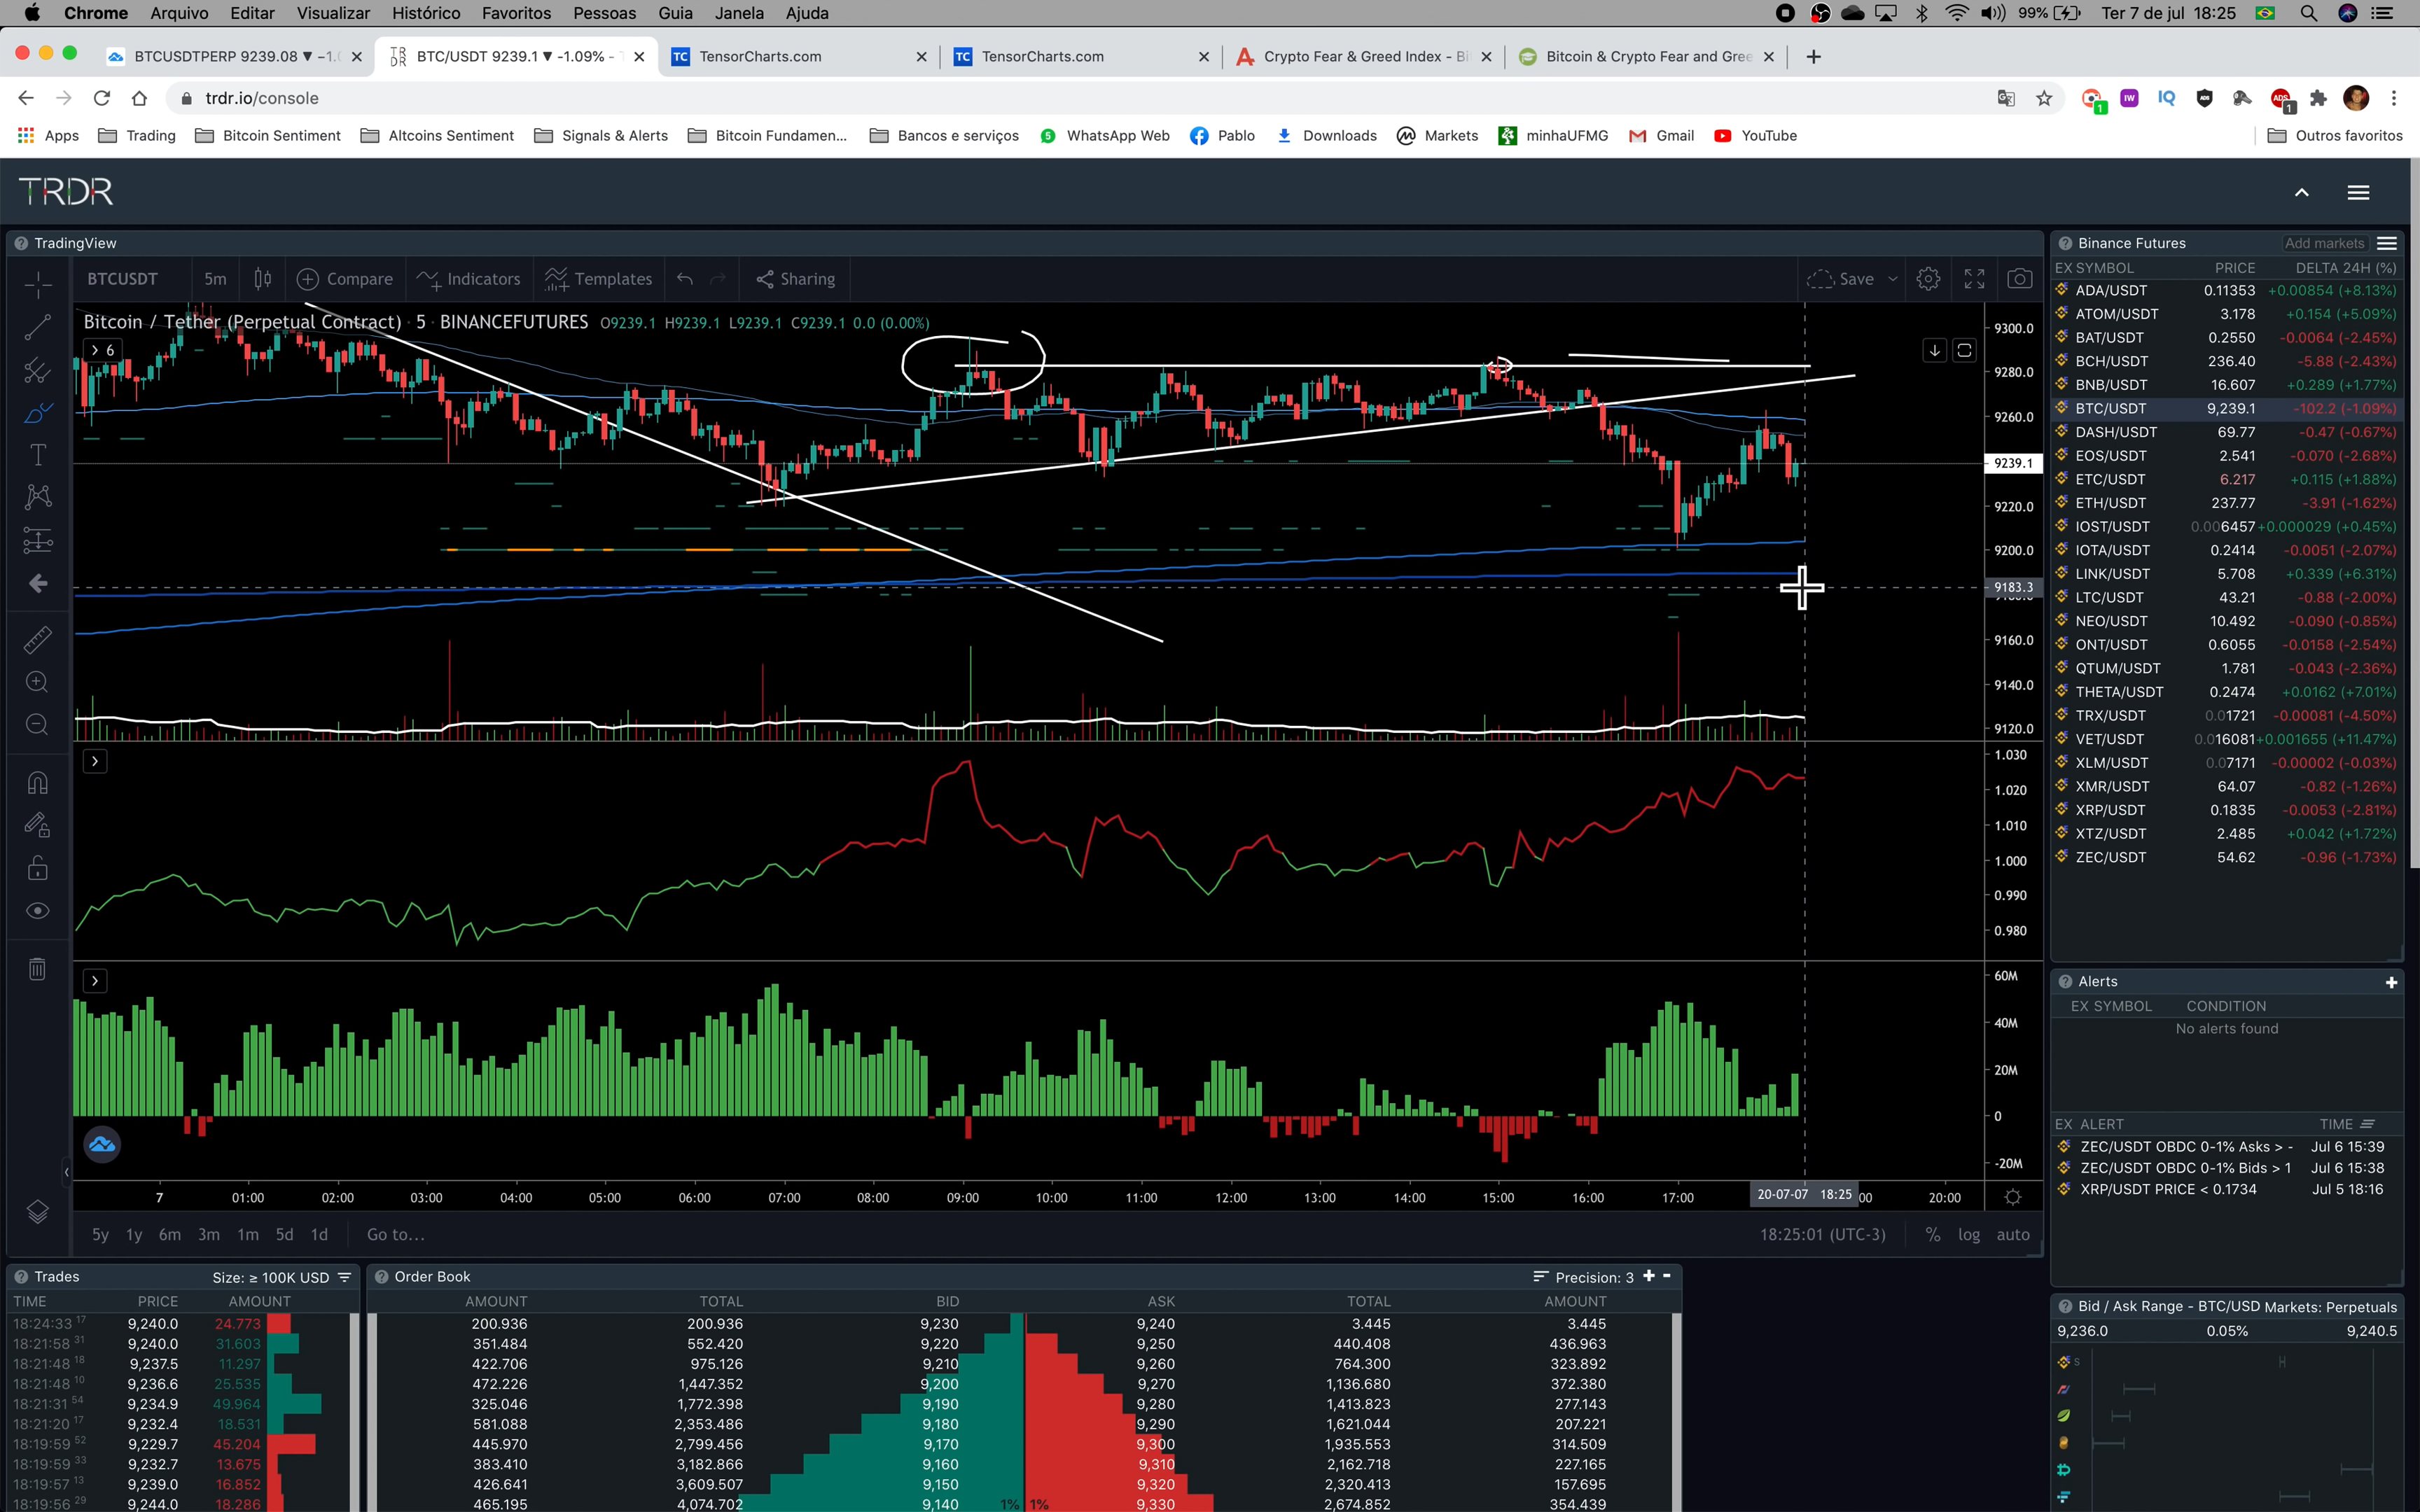 Chrome Arquivo Editar Visualizar Histórico Favoritos Pessoas Guia Janela Ajuda 99% Ter 7 de jul 18:25
BTCUSDTPERP 9239.08 ▼ −1. BTC/USDT 9239.1 ▼ -1.09% - TensorCharts.com TensorCharts.com Crypto Fear & Greed Index - Bi Bitcoin & Crypto Fear and Gree
trdr.io/console
Apps Trading Bitcoin Sentiment Altcoins Sentiment Signals & Alerts Bitcoin Fundamen... Bancos e serviços WhatsApp Web Pablo Downloads Markets minhaUFMG Gmail YouTube Outros favoritos
TRDR
TradingView
BTCUSDT 5m Compare Indicators Templates Sharing Save
Bitcoin / Tether (Perpetual Contract) · 5 · BINANCEFUTURES O9239.1 H9239.1 L9239.1 C9239.1 0.0 (0.00%)
6
9300.0
9280.0
9260.0
9239.1
9220.0
9200.0
9183.3
9160.0
9140.0
9120.0
1.030
1.020
1.010
1.000
0.990
0.980
60M
40M
20M
0
-20M
7 01:00 02:00 03:00 04:00 05:00 06:00 07:00 08:00 09:00 10:00 11:00 12:00 13:00 14:00 15:00 16:00 17:00 20-07-07 18:25 :00 20:00
5y 1y 6m 3m 1m 5d 1d Go to... 18:25:01 (UTC-3) % log auto
Binance Futures Add markets
EX SYMBOL PRICE DELTA 24H (%)
ADA/USDT 0.11353 +0.00854 (+8.13%)
ATOM/USDT 3.178 +0.154 (+5.09%)
BAT/USDT 0.2550 -0.0064 (-2.45%)
BCH/USDT 236.40 -5.88 (-2.43%)
BNB/USDT 16.607 +0.289 (+1.77%)
BTC/USDT 9,239.1 -102.2 (-1.09%)
DASH/USDT 69.77 -0.47 (-0.67%)
EOS/USDT 2.541 -0.070 (-2.68%)
ETC/USDT 6.217 +0.115 (+1.88%)
ETH/USDT 237.77 -3.91 (-1.62%)
IOST/USDT 0.006457 +0.000029 (+0.45%)
IOTA/USDT 0.2414 -0.0051 (-2.07%)
LINK/USDT 5.708 +0.339 (+6.31%)
LTC/USDT 43.21 -0.88 (-2.00%)
NEO/USDT 10.492 -0.090 (-0.85%)
ONT/USDT 0.6055 -0.0158 (-2.54%)
QTUM/USDT 1.781 -0.043 (-2.36%)
THETA/USDT 0.2474 +0.0162 (+7.01%)
TRX/USDT 0.01721 -0.00081 (-4.50%)
VET/USDT 0.016081 +0.001655 (+11.47%)
XLM/USDT 0.07171 -0.00002 (-0.03%)
XMR/USDT 64.07 -0.82 (-1.26%)
XRP/USDT 0.1835 -0.0053 (-2.81%)
XTZ/USDT 2.485 +0.042 (+1.72%)
ZEC/USDT 54.62 -0.96 (-1.73%)
Alerts
EX SYMBOL CONDITION
No alerts found
EX ALERT TIME
ZEC/USDT OBDC 0-1% Asks > - Jul 6 15:39
ZEC/USDT OBDC 0-1% Bids > 1 Jul 6 15:38
XRP/USDT PRICE < 0.1734 Jul 5 18:16
Bid / Ask Range - BTC/USD Markets: Perpetuals
9,236.0 0.05% 9,240.5
S
Trades Size: ≥ 100K USD
TIME PRICE AMOUNT
18:24:33 17 9,240.0 24.773
18:21:58 31 9,240.0 31.603
18:21:48 18 9,237.5 11.297
18:21:48 10 9,236.6 25.535
18:21:31 54 9,234.9 49.964
18:21:20 17 9,232.4 18.531
18:19:59 52 9,229.7 45.204
18:19:59 33 9,232.7 13.675
18:19:57 13 9,239.0 16.852
18:19:56 29 9,244.0 18.286
Order Book Precision: 3 + -
AMOUNT TOTAL BID ASK TOTAL AMOUNT
200.936 200.936 9,230 9,240 3.445 3.445
351.484 552.420 9,220 9,250 440.408 436.963
422.706 975.126 9,210 9,260 764.300 323.892
472.226 1,447.352 9,200 9,270 1,136.680 372.380
325.046 1,772.398 9,190 9,280 1,413.823 277.143
581.088 2,353.486 9,180 9,290 1,621.044 207.221
445.970 2,799.456 9,170 9,300 1,935.553 314.509
383.410 3,182.866 9,160 9,310 2,162.718 227.165
426.641 3,609.507 9,150 9,320 2,320.413 157.695
465.195 4,074.702 9,140 1% 1% 9,330 2,674.852 354.439